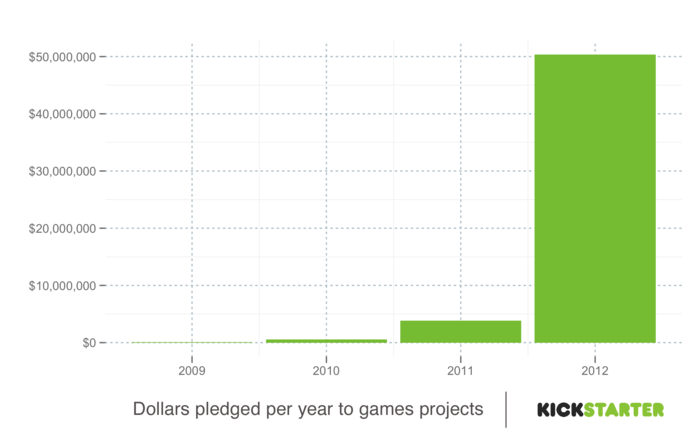 $50,000,000
$40,000,000
$30,000,000
$20,000,000
$10,000,000
$0
2009 2010 2011 2012
Dollars pledged per year to games projects
KICKSTARTER